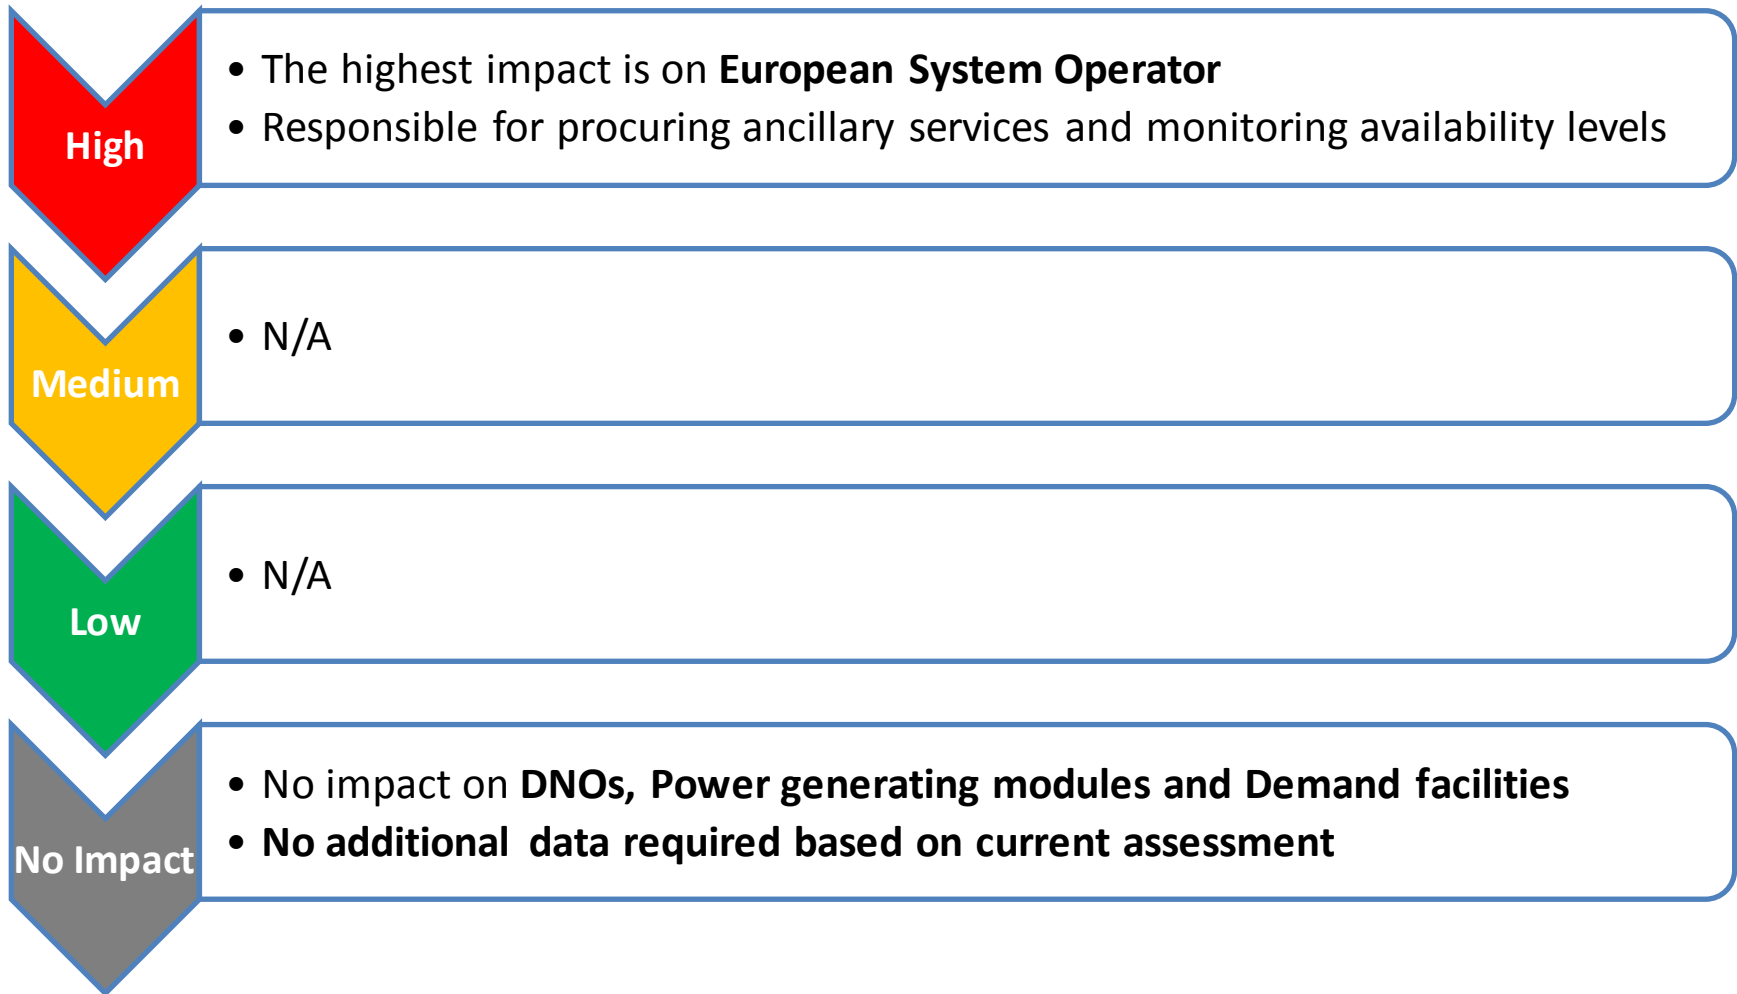 High
• The highest impact is on European System Operator
• Responsible for procuring ancillary services and monitoring availability levels
Medium
• N/A
Low
• N/A
No Impact
• No impact on DNOs, Power generating modules and Demand facilities
• No additional data required based on current assessment